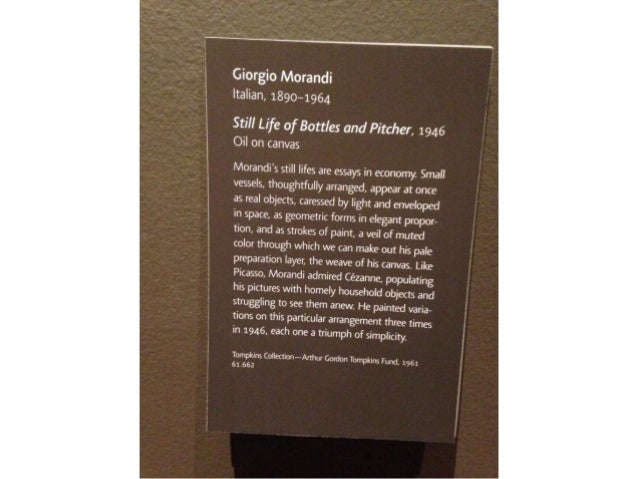 Giorgio Morandi
Italian, 1890–1964
Still Life of Bottles and Pitcher, 1946
Oil on canvas
Morandi's still lifes are essays in economy. Small
vessels, thoughtfully arranged, appear at once
as real objects, caressed by light and enveloped
in space, as geometric forms in elegant propor-
tion, and as strokes of paint, a veil of muted
color through which we can make out his pale
preparation layer, the weave of his canvas. Like
Picasso, Morandi admired Cézanne, populating
his pictures with homely household objects and
struggling to see them anew. He painted varia-
tions on this particular arrangement three times
in 1946, each one a triumph of simplicity.
Tompkins Collection—Arthur Gordon Tompkins Fund, 1961
61.662